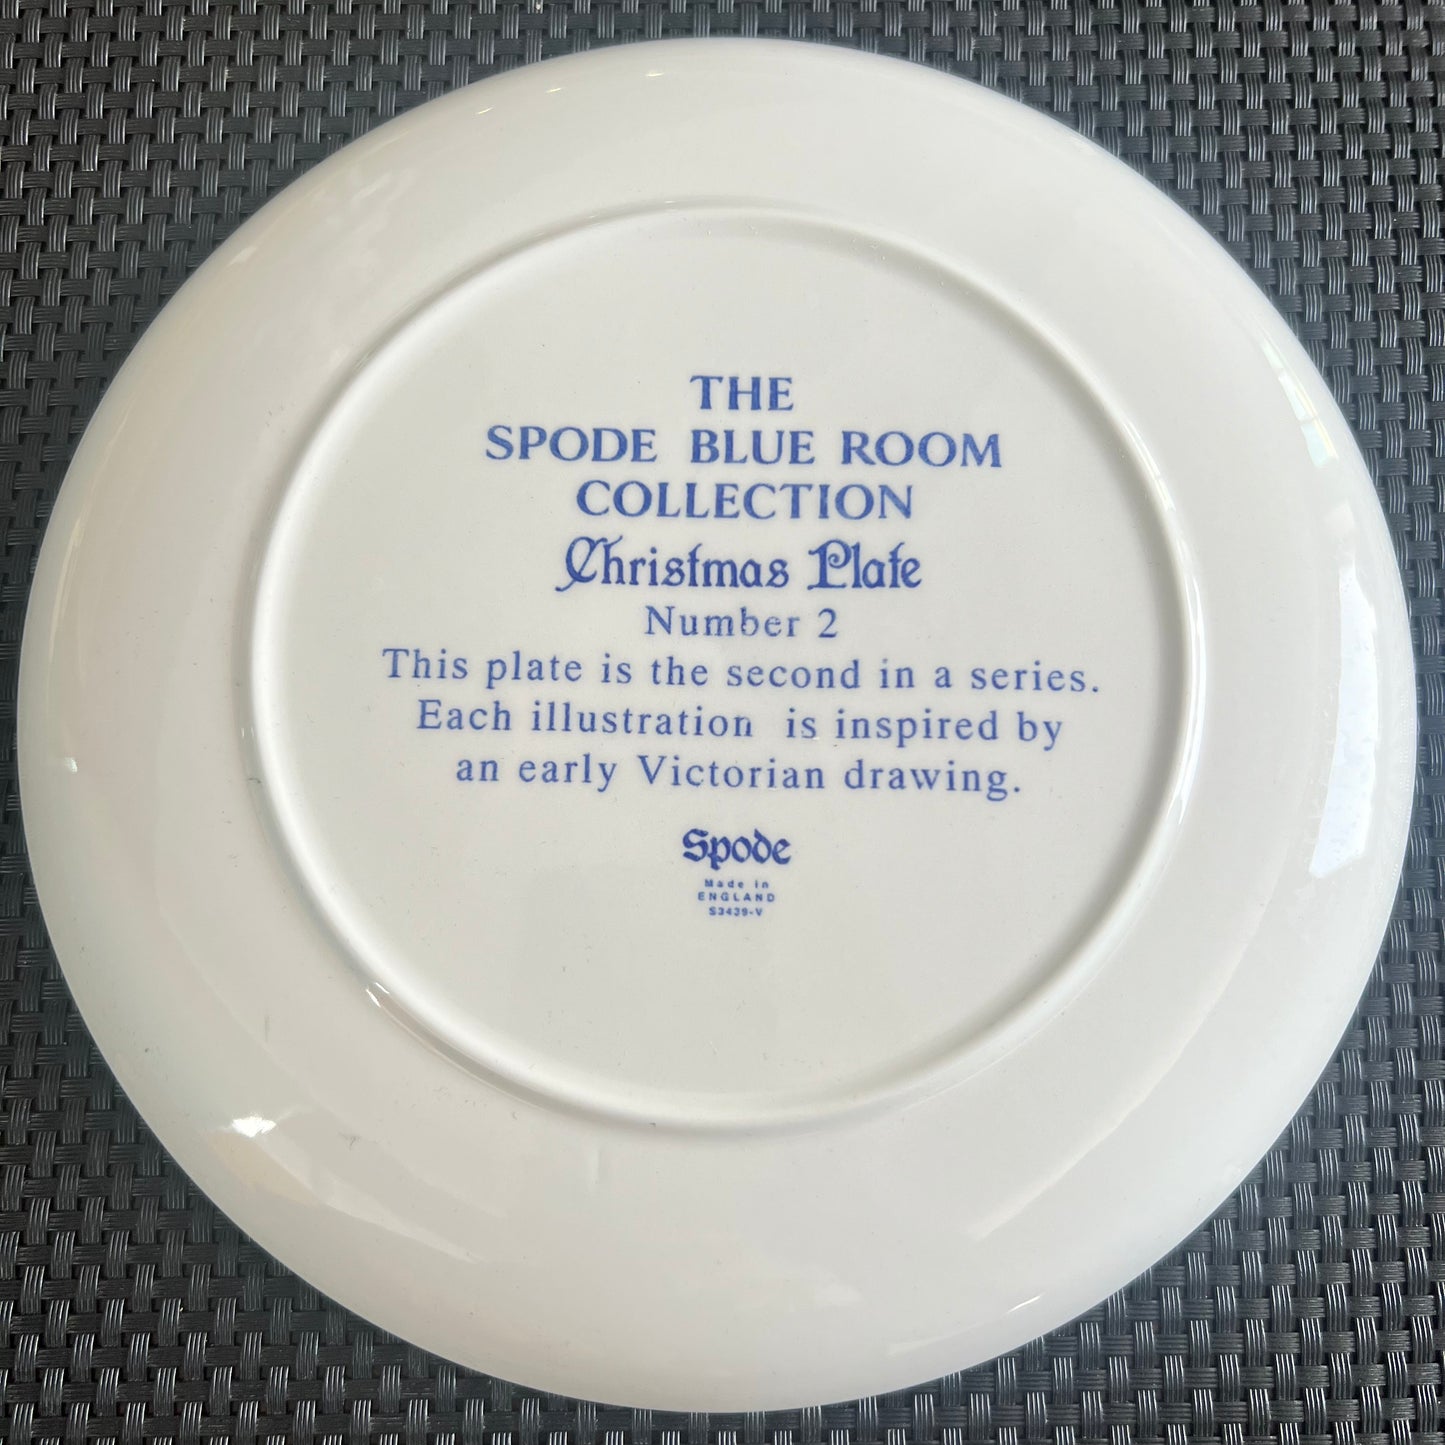 THE
SPODE BLUE ROOM
COLLECTION
Christmas Plate
Number 2
This plate is the second in a series.
Each illustration is inspired by
an early Victorian drawing.
Spode
Made in
ENGLAND
S3439-V